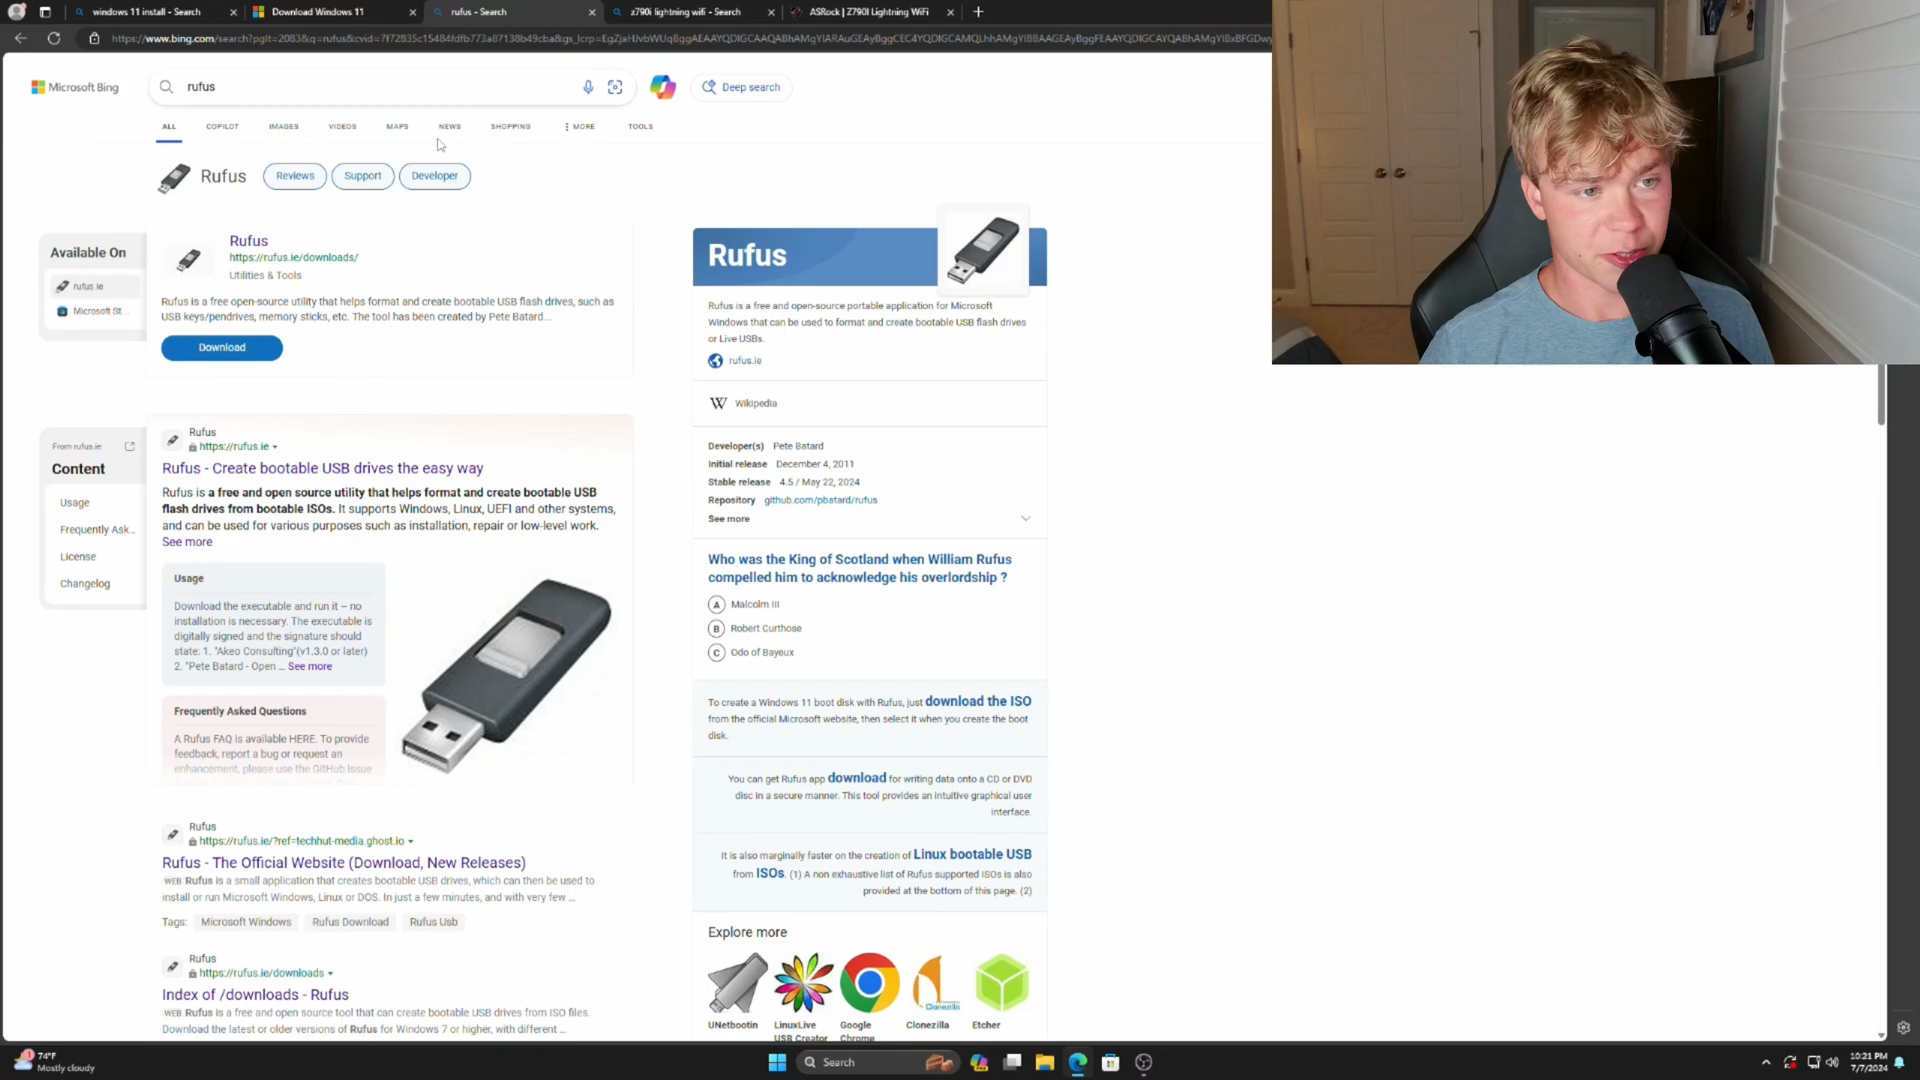 windows 11 install - Search
Download Windows 11
rufus - Search
z790i lightning wifi - Search
ASRock | Z790I Lightning WiFi
Microsoft Bing
rufus
Deep search
ALL
COPILOT
IMAGES
VIDEOS
MAPS
NEWS
SHOPPING
MORE
TOOLS
Rufus
Reviews
Support
Developer
Available On
rufus.ie
Microsoft St...
Rufus
https://rufus.ie/downloads/
Utilities & Tools
Rufus is a free open-source utility that helps format and create bootable USB flash drives, such as
USB keys/pendrives, memory sticks, etc. The tool has been created by Pete Batard...
Download
From rufus.ie
Content
Usage
Frequently Ask...
License
Changelog
Rufus
https://rufus.ie
Rufus - Create bootable USB drives the easy way
Rufus is a free and open source utility that helps format and create bootable USB
flash drives from bootable ISOs. It supports Windows, Linux, UEFI and other systems,
and can be used for various purposes such as installation, repair or low-level work.
See more
Usage
Download the executable and run it – no
installation is necessary. The executable is
digitally signed and the signature should
state: 1. "Akeo Consulting"(v1.3.0 or later)
2. "Pete Batard - Open ... See more
Frequently Asked Questions
A Rufus FAQ is available HERE. To provide
feedback, report a bug or request an
enhancement, please use the GitHub issue
Rufus
https://rufus.ie/?ref=techhut-media.ghost.io
Rufus - The Official Website (Download, New Releases)
WEB Rufus is a small application that creates bootable USB drives, which can then be used to
install or run Microsoft Windows, Linux or DOS. In just a few minutes, and with very few ...
Tags: Microsoft Windows Rufus Download Rufus Usb
Rufus
https://rufus.ie/downloads
Index of /downloads - Rufus
WEB Rufus is a free and open source tool that can create bootable USB drives from ISO files.
Download the latest or older versions of Rufus for Windows 7 or higher, with different ...
Rufus
Rufus is a free and open-source portable application for Microsoft
Windows that can be used to format and create bootable USB flash drives
or Live USBs.
rufus.ie
W Wikipedia
Developer(s) Pete Batard
Initial release December 4, 2011
Stable release 4.5 / May 22, 2024
Repository github.com/pbatard/rufus
See more
Who was the King of Scotland when William Rufus
compelled him to acknowledge his overlordship ?
A Malcolm III
B Robert Curthose
C Odo of Bayeux
To create a Windows 11 boot disk with Rufus, just download the ISO
from the official Microsoft website, then select it when you create the boot
disk.
You can get Rufus app download for writing data onto a CD or DVD
disc in a secure manner. This tool provides an intuitive graphical user
interface.
It is also marginally faster on the creation of Linux bootable USB
from ISOs. (1) A non exhaustive list of Rufus supported ISOs is also
provided at the bottom of this page. (2)
Explore more
UNetbootin
LinuxLive
USB Creator
Google
Chrome
Clonezilla
Etcher
74°F
Mostly cloudy
Search
10:21 PM
7/7/2024